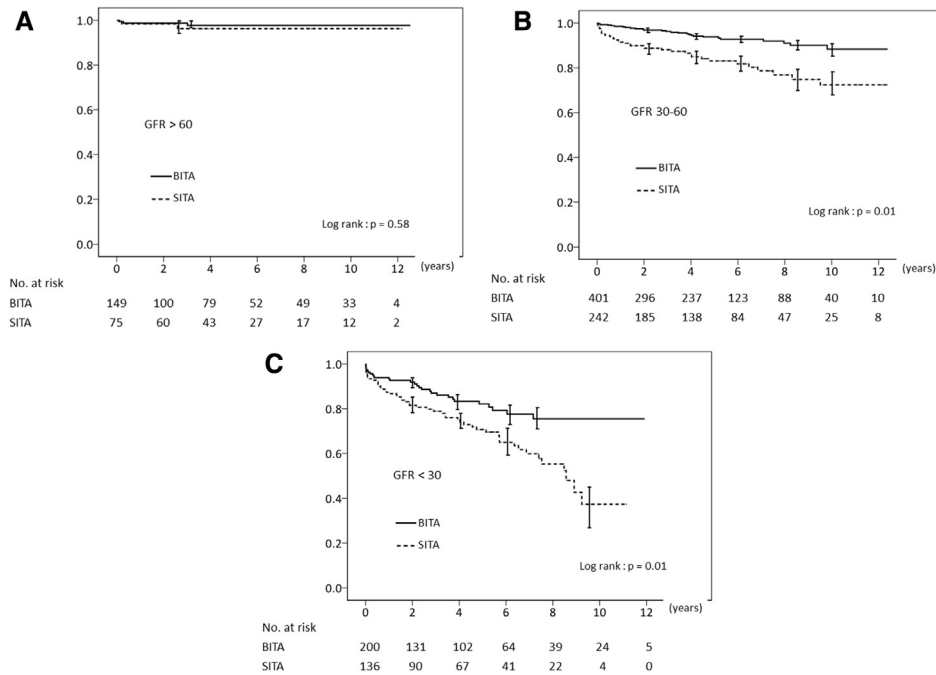 A
1.0
0.8
0.6
0.4
0.2
0.0
GFR > 60
BITA
SITA
Log rank : p = 0.58
0 2 4 6 8 10 12 (years)
No. at risk
BITA 149 100 79 52 49 33 4
SITA 75 60 43 27 17 12 2
B
1.0
0.8
0.6
0.4
0.2
0.0
GFR 30-60
BITA
SITA
Log rank : p = 0.01
0 2 4 6 8 10 12 (years)
No. at risk
BITA 401 296 237 123 88 40 10
SITA 242 185 138 84 47 25 8
C
1.0
0.8
0.6
0.4
0.2
0.0
GFR < 30
BITA
SITA
Log rank : p = 0.01
0 2 4 6 8 10 12 (years)
No. at risk
BITA 200 131 102 64 39 24 5
SITA 136 90 67 41 22 4 0